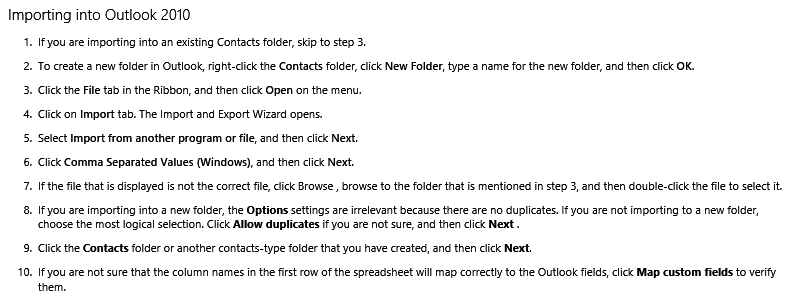 Importing into Outlook 2010
1. If you are importing into an existing Contacts folder, skip to step 3.
2. To create a new folder in Outlook, right-click the Contacts folder, click New Folder, type a name for the new folder, and then click OK.
3. Click the File tab in the Ribbon, and then click Open on the menu.
4. Click on Import tab. The Import and Export Wizard opens.
5. Select Import from another program or file, and then click Next.
6. Click Comma Separated Values (Windows), and then click Next.
7. If the file that is displayed is not the correct file, click Browse , browse to the folder that is mentioned in step 3, and then double-click the file to select it.
8. If you are importing into a new folder, the Options settings are irrelevant because there are no duplicates. If you are not importing to a new folder,
choose the most logical selection. Click Allow duplicates if you are not sure, and then click Next .
9. Click the Contacts folder or another contacts-type folder that you have created, and then click Next.
10. If you are not sure that the column names in the first row of the spreadsheet will map correctly to the Outlook fields, click Map custom fields to verify
them.